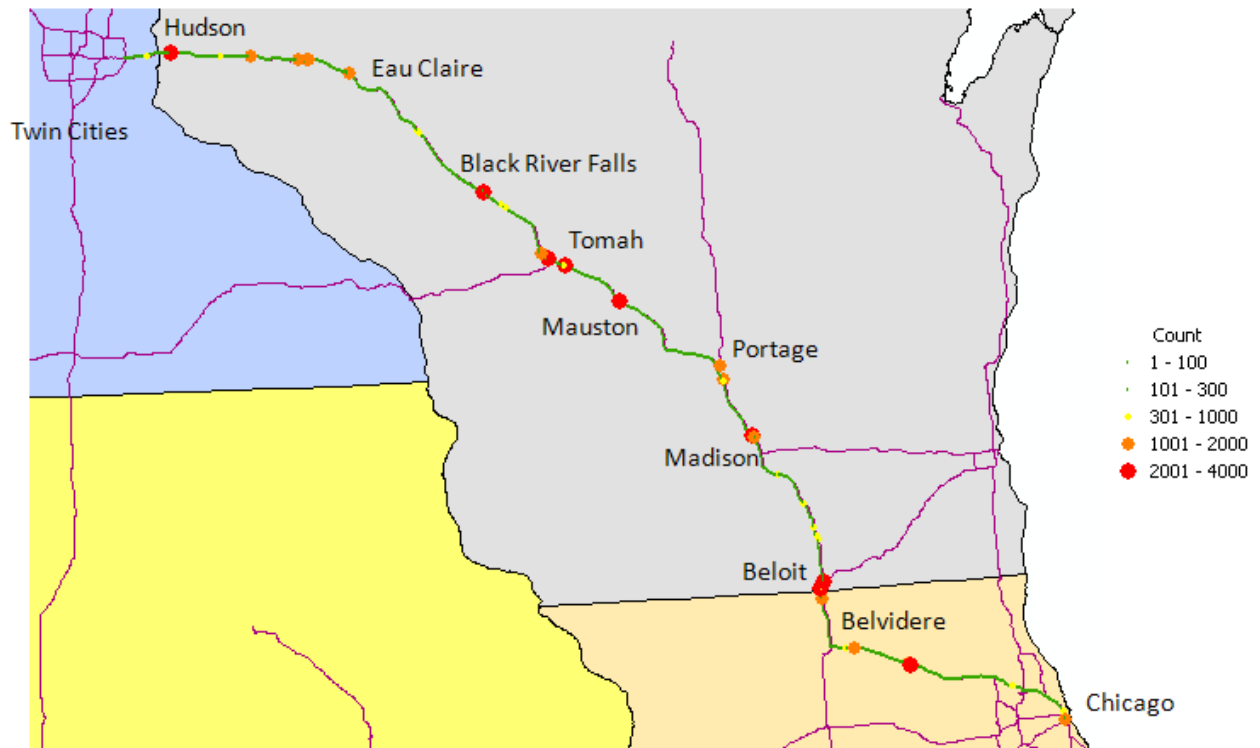 Hudson
Eau Claire
Twin Cities
Black River Falls
Tomah
Mauston
Portage
Madison
Beloit
Belvidere
Chicago
Count
1 - 100
101 - 300
301 - 1000
1001 - 2000
2001 - 4000